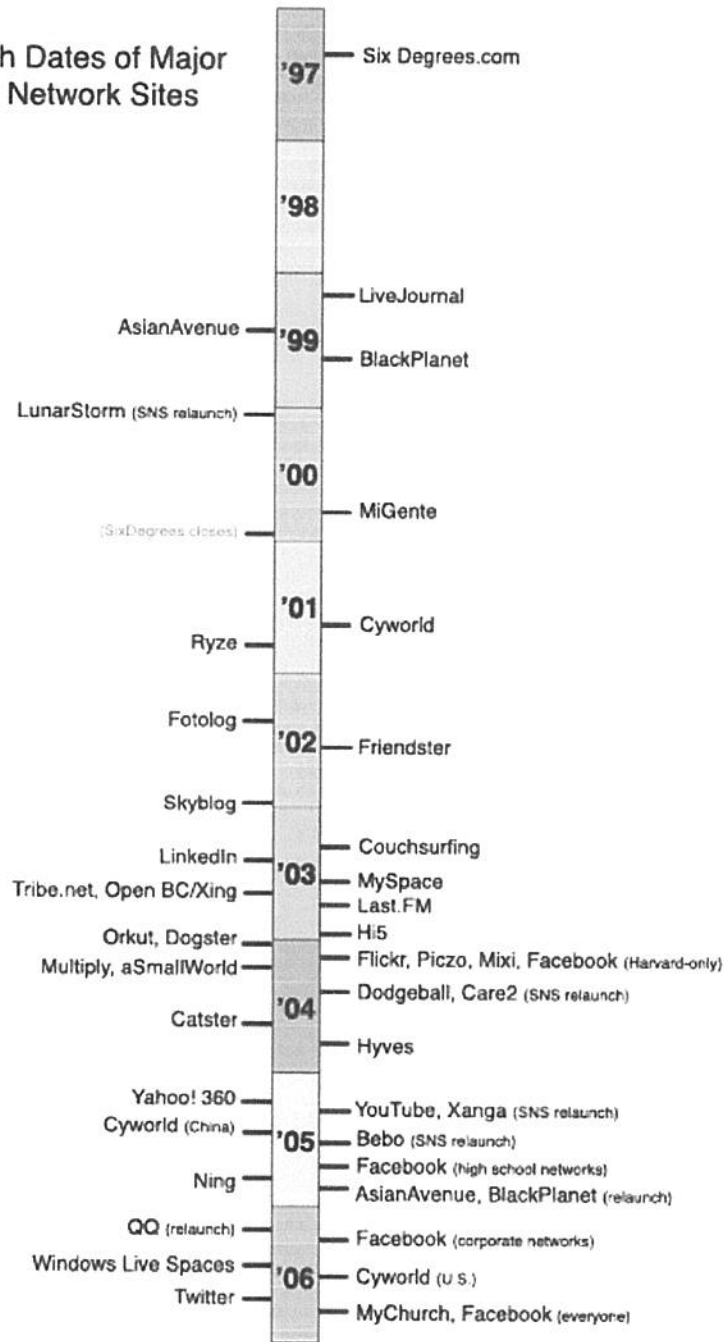 h Dates of Major
Network Sites
'97
Six Degrees.com
'98
LiveJournal
AsianAvenue
'99
BlackPlanet
LunarStorm (SNS relaunch)
'00
MiGente
(SixDegrees closes)
'01
Cyworld
Ryze
Fotolog
'02
Friendster
Skyblog
Couchsurfing
LinkedIn
'03
MySpace
Tribe.net, Open BC/Xing
Last.FM
Hi5
Orkut, Dogster
Flickr, Piczo, Mixi, Facebook (Harvard-only)
Multiply, aSmallWorld
Dodgeball, Care2 (SNS relaunch)
'04
Catster
Hyves
Yahoo! 360
YouTube, Xanga (SNS relaunch)
Cyworld (China)
'05
Bebo (SNS relaunch)
Facebook (high school networks)
Ning
AsianAvenue, BlackPlanet (relaunch)
QQ (relaunch)
Facebook (corporate networks)
Windows Live Spaces
'06
Cyworld (U S.)
Twitter
MyChurch, Facebook (everyone)